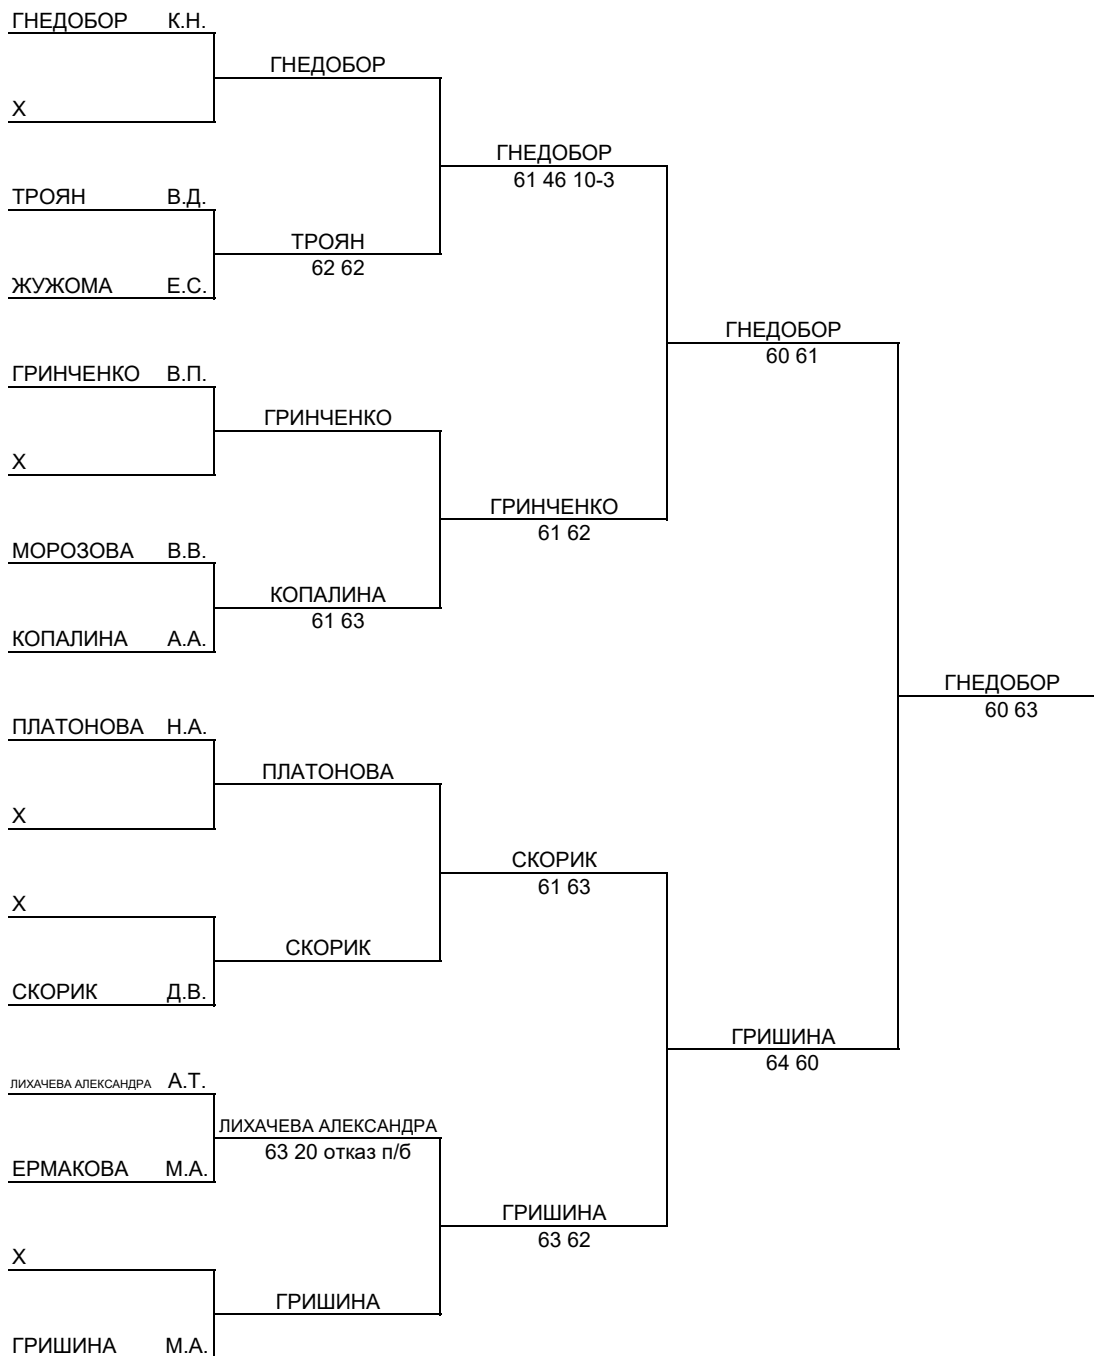 ГНЕДОБОР К.Н.
ГНЕДОБОР
Х
ГНЕДОБОР
61 46 10-3
ТРОЯН В.Д.
ТРОЯН
62 62
ЖУЖОМА Е.С.
ГНЕДОБОР
60 61
ГРИНЧЕНКО В.П.
ГРИНЧЕНКО
Х
ГРИНЧЕНКО
61 62
МОРОЗОВА В.В.
КОПАЛИНА
61 63
КОПАЛИНА А.А.
ГНЕДОБОР
60 63
ПЛАТОНОВА Н.А.
ПЛАТОНОВА
Х
СКОРИК
61 63
Х
СКОРИК
СКОРИК Д.В.
ГРИШИНА
64 60
ЛИХАЧЕВА АЛЕКСАНДРА А.Т.
ЛИХАЧЕВА АЛЕКСАНДРА
63 20 отказ п/б
ЕРМАКОВА М.А.
ГРИШИНА
63 62
Х
ГРИШИНА
ГРИШИНА М.А.